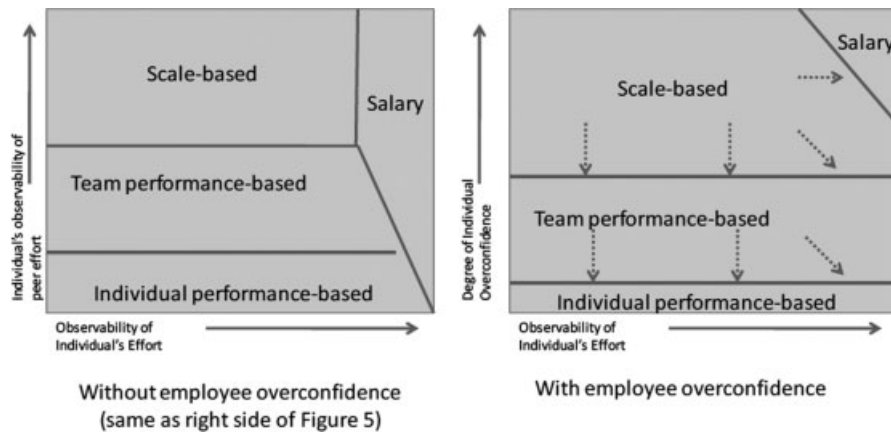 Individual's observability of
peer effort
Scale-based
Salary
Team performance-based
Individual performance-based
Observability of
Individual's Effort
Without employee overconfidence
(same as right side of Figure 5)
Degree of Individual
Overconfidence
Salary
Scale-based
Team performance-based
Individual performance-based
Observability of
Individual's Effort
With employee overconfidence